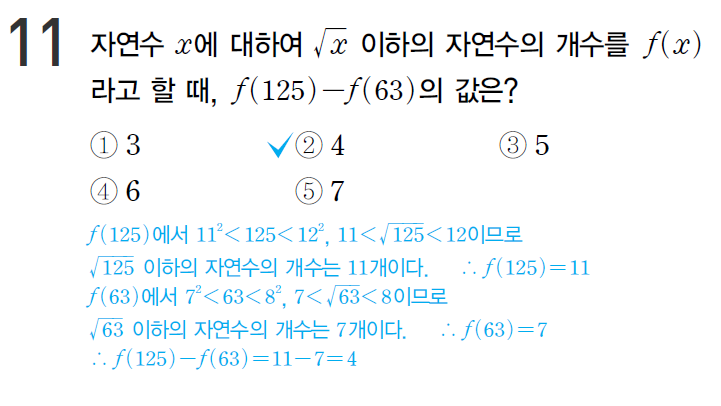 11 자연수 x에 대하여 √x 이하의 자연수의 개수를 f(x)
라고 할 때, f(125)-f(63)의 값은?
① 3 ✓② 4 ③ 5
④ 6 ⑤ 7
f(125)에서 11²<125<12², 11<√125<12이므로
√125 이하의 자연수의 개수는 11개이다. ∴ f(125)=11
f(63)에서 7²<63<8², 7<√63<8이므로
√63 이하의 자연수의 개수는 7개이다. ∴ f(63)=7
∴ f(125)-f(63)=11-7=4